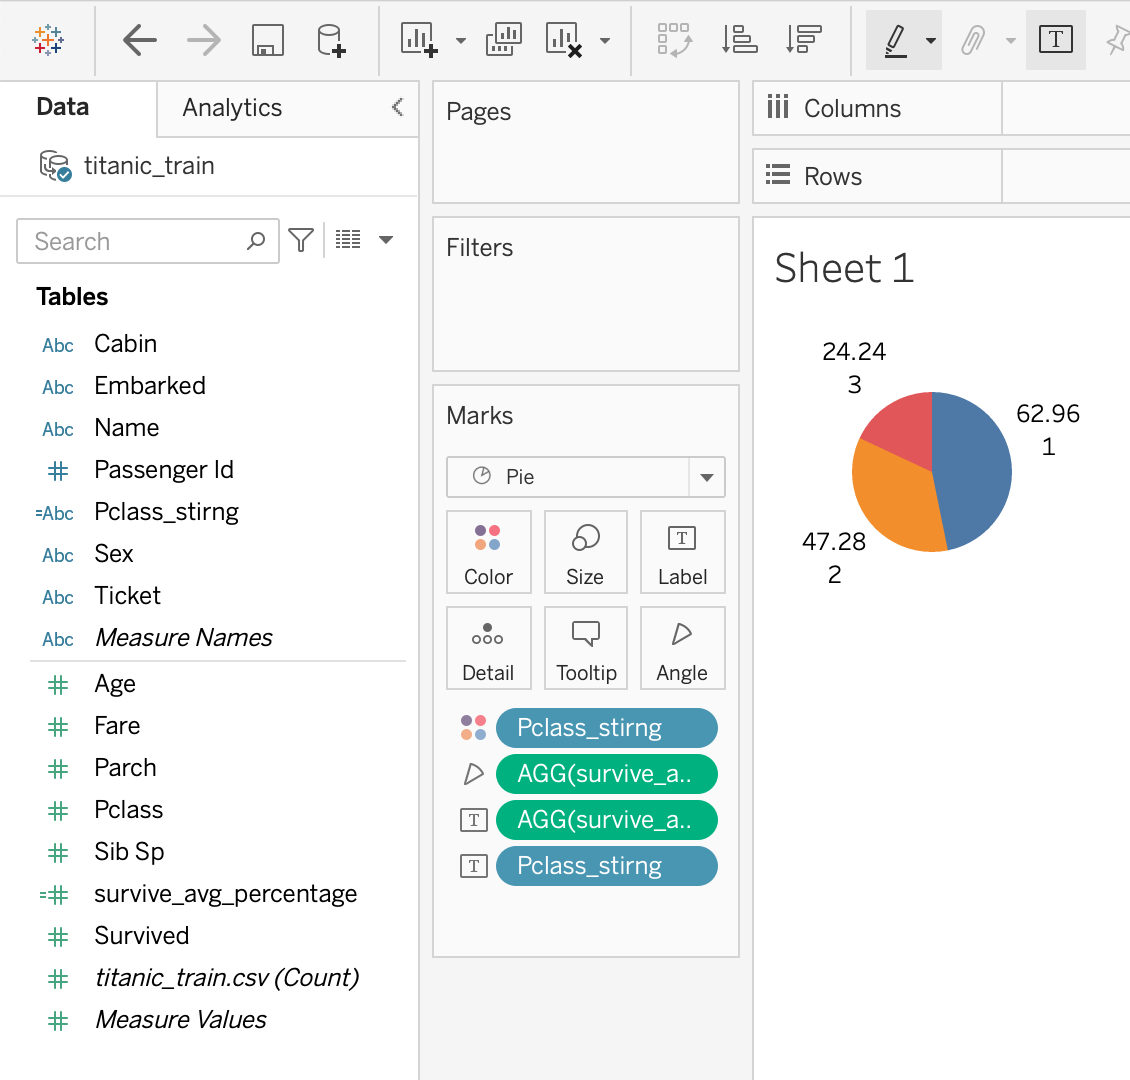 Data
Analytics
titanic_train
Search
Tables
Abc Cabin
Abc Embarked
Abc Name
# Passenger Id
=Abc Pclass_stirng
Abc Sex
Abc Ticket
Abc Measure Names
# Age
# Fare
# Parch
# Pclass
# Sib Sp
=# survive_avg_percentage
# Survived
# titanic_train.csv (Count)
# Measure Values
Pages
Filters
Marks
Pie
Color Size T Label
Detail Tooltip Angle
Pclass_stirng
AGG(survive_a..
T AGG(survive_a..
T Pclass_stirng
T
Columns
Rows
Sheet 1
24.24
3
62.96
1
47.28
2